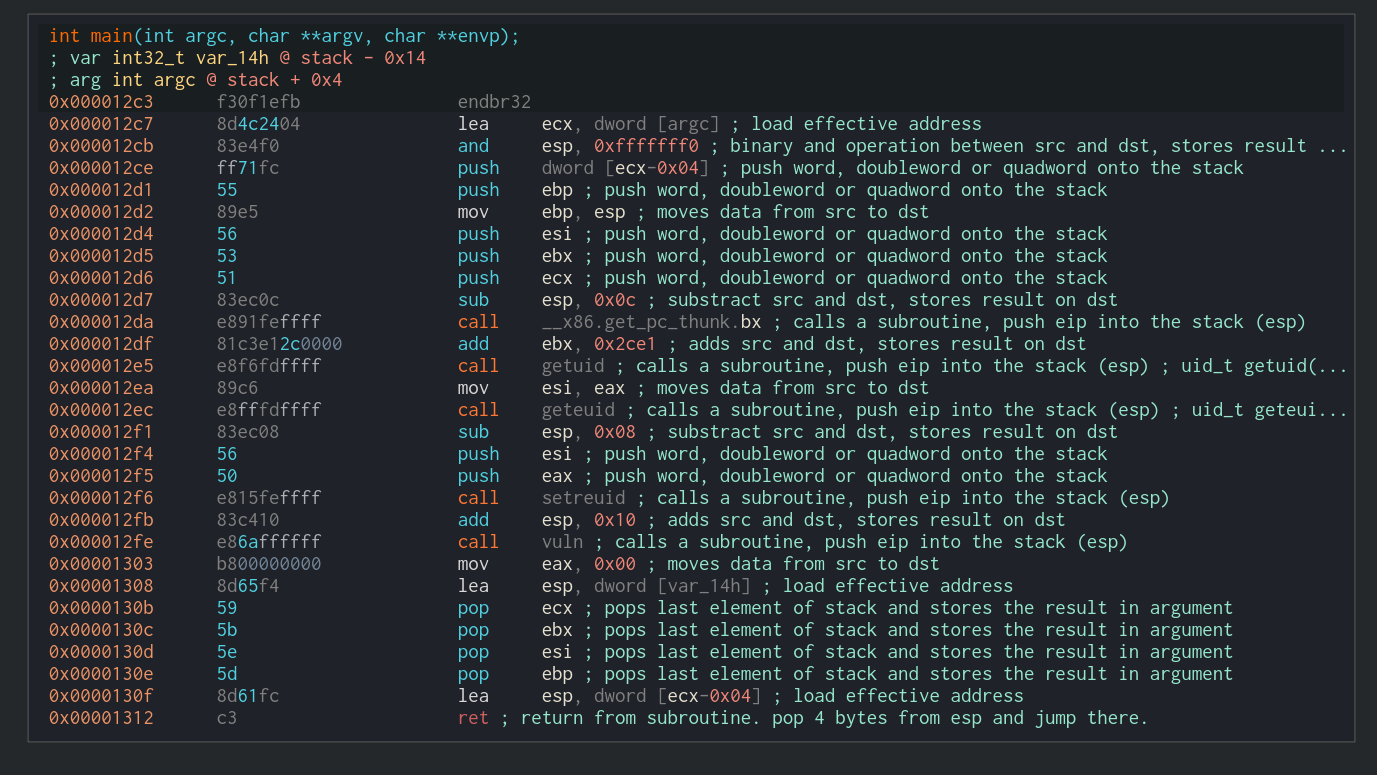 int main(int argc, char **argv, char **envp);
; var int32_t var_14h @ stack - 0x14
; arg int argc @ stack + 0x4
0x000012c3 f30f1efb endbr32
0x000012c7 8d4c2404 lea ecx, dword [argc] ; load effective address
0x000012cb 83e4f0 and esp, 0xfffffff0 ; binary and operation between src and dst, stores result ...
0x000012ce ff71fc push dword [ecx-0x04] ; push word, doubleword or quadword onto the stack
0x000012d1 55 push ebp ; push word, doubleword or quadword onto the stack
0x000012d2 89e5 mov ebp, esp ; moves data from src to dst
0x000012d4 56 push esi ; push word, doubleword or quadword onto the stack
0x000012d5 53 push ebx ; push word, doubleword or quadword onto the stack
0x000012d6 51 push ecx ; push word, doubleword or quadword onto the stack
0x000012d7 83ec0c sub esp, 0x0c ; substract src and dst, stores result on dst
0x000012da e891feffff call __x86.get_pc_thunk.bx ; calls a subroutine, push eip into the stack (esp)
0x000012df 81c3e12c0000 add ebx, 0x2ce1 ; adds src and dst, stores result on dst
0x000012e5 e8f6fdffff call getuid ; calls a subroutine, push eip into the stack (esp) ; uid_t getuid(...
0x000012ea 89c6 mov esi, eax ; moves data from src to dst
0x000012ec e8fffdffff call geteuid ; calls a subroutine, push eip into the stack (esp) ; uid_t geteui...
0x000012f1 83ec08 sub esp, 0x08 ; substract src and dst, stores result on dst
0x000012f4 56 push esi ; push word, doubleword or quadword onto the stack
0x000012f5 50 push eax ; push word, doubleword or quadword onto the stack
0x000012f6 e815feffff call setreuid ; calls a subroutine, push eip into the stack (esp)
0x000012fb 83c410 add esp, 0x10 ; adds src and dst, stores result on dst
0x000012fe e86affffff call vuln ; calls a subroutine, push eip into the stack (esp)
0x00001303 b800000000 mov eax, 0x00 ; moves data from src to dst
0x00001308 8d65f4 lea esp, dword [var_14h] ; load effective address
0x0000130b 59 pop ecx ; pops last element of stack and stores the result in argument
0x0000130c 5b pop ebx ; pops last element of stack and stores the result in argument
0x0000130d 5e pop esi ; pops last element of stack and stores the result in argument
0x0000130e 5d pop ebp ; pops last element of stack and stores the result in argument
0x0000130f 8d61fc lea esp, dword [ecx-0x04] ; load effective address
0x00001312 c3 ret ; return from subroutine. pop 4 bytes from esp and jump there.